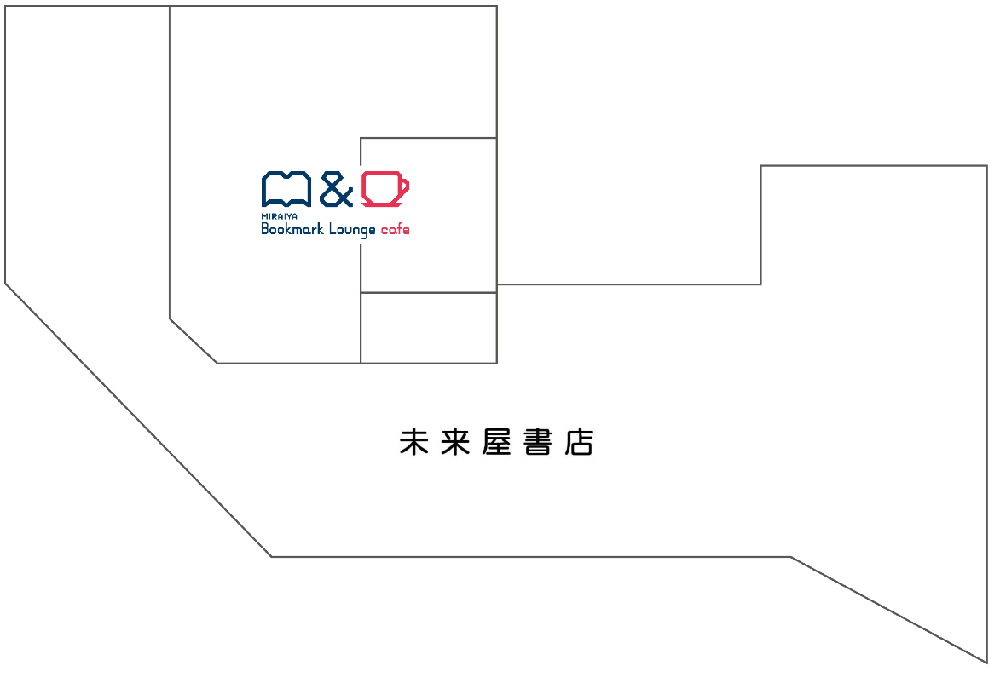 &
MIRAIYA
Bookmark Lounge cafe
未来屋書店